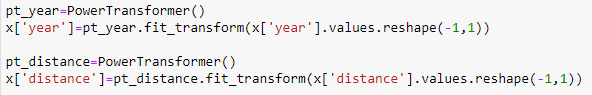 pt_year=PowerTransformer()
x['year']=pt_year.fit_transform(x['year'].values.reshape(-1,1))
pt_distance=PowerTransformer()
x['distance']=pt_distance.fit_transform(x['distance'].values.reshape(-1,1))